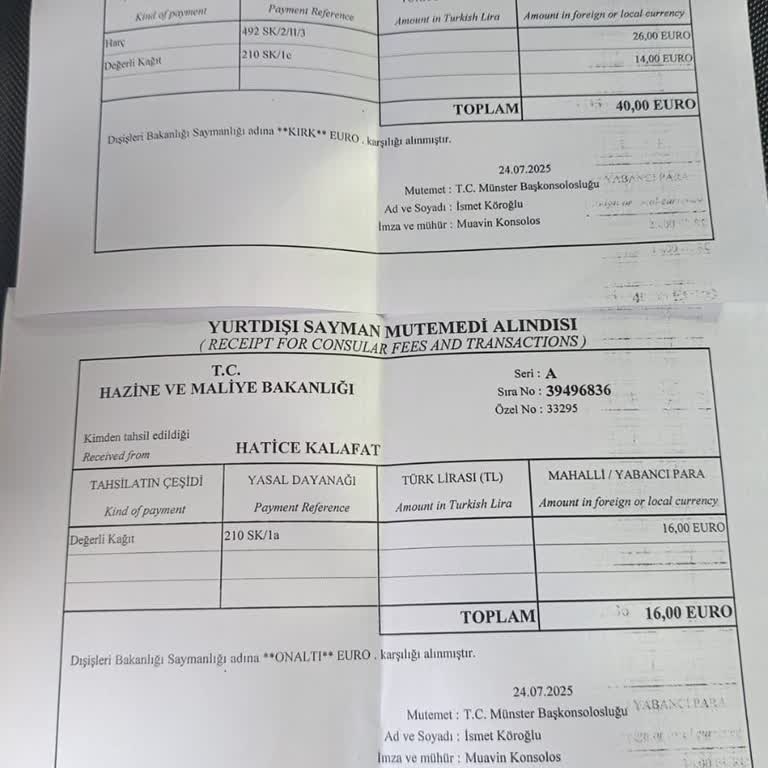 Kind of payment Payment Reference Amount in Turkish Lira Amount in foreign or local currency
Harç 492 SK/2/II/3 26,00 EURO
Değerli Kağıt 210 SK/1c 14,00 EURO
TOPLAM 40,00 EURO
Dışişleri Bakanlığı Saymanlığı adına **KIRK** EURO . karşılığı alınmıştır.
24.07.2025
Mutemet : T.C. Münster Başkonsolosluğu
YABANCI PARA
Ad ve Soyadı : İsmet Köroğlu
İmza ve mühür : Muavin Konsolos
YURTDIŞI SAYMAN MUTEMEDİ ALINDISI
( RECEIPT FOR CONSULAR FEES AND TRANSACTIONS )
T.C.
HAZİNE VE MALİYE BAKANLIĞI
Seri : A
Sıra No : 39496836
Özel No : 33295
Kimden tahsil edildiği
Received from HATİCE KALAFAT
TAHSİLATIN ÇEŞİDİ YASAL DAYANAĞI TÜRK LİRASI (TL) MAHALLİ / YABANCI PARA
Kind of payment Payment Reference Amount in Turkish Lira Amount in foreign or local currency
Değerli Kağıt 210 SK/1a 16,00 EURO
TOPLAM 16,00 EURO
Dışişleri Bakanlığı Saymanlığı adına **ONALTI** EURO . karşılığı alınmıştır.
24.07.2025
Mutemet : T.C. Münster Başkonsolosluğu
YABANCI PARA
Ad ve Soyadı : İsmet Köroğlu
İmza ve mühür : Muavin Konsolos